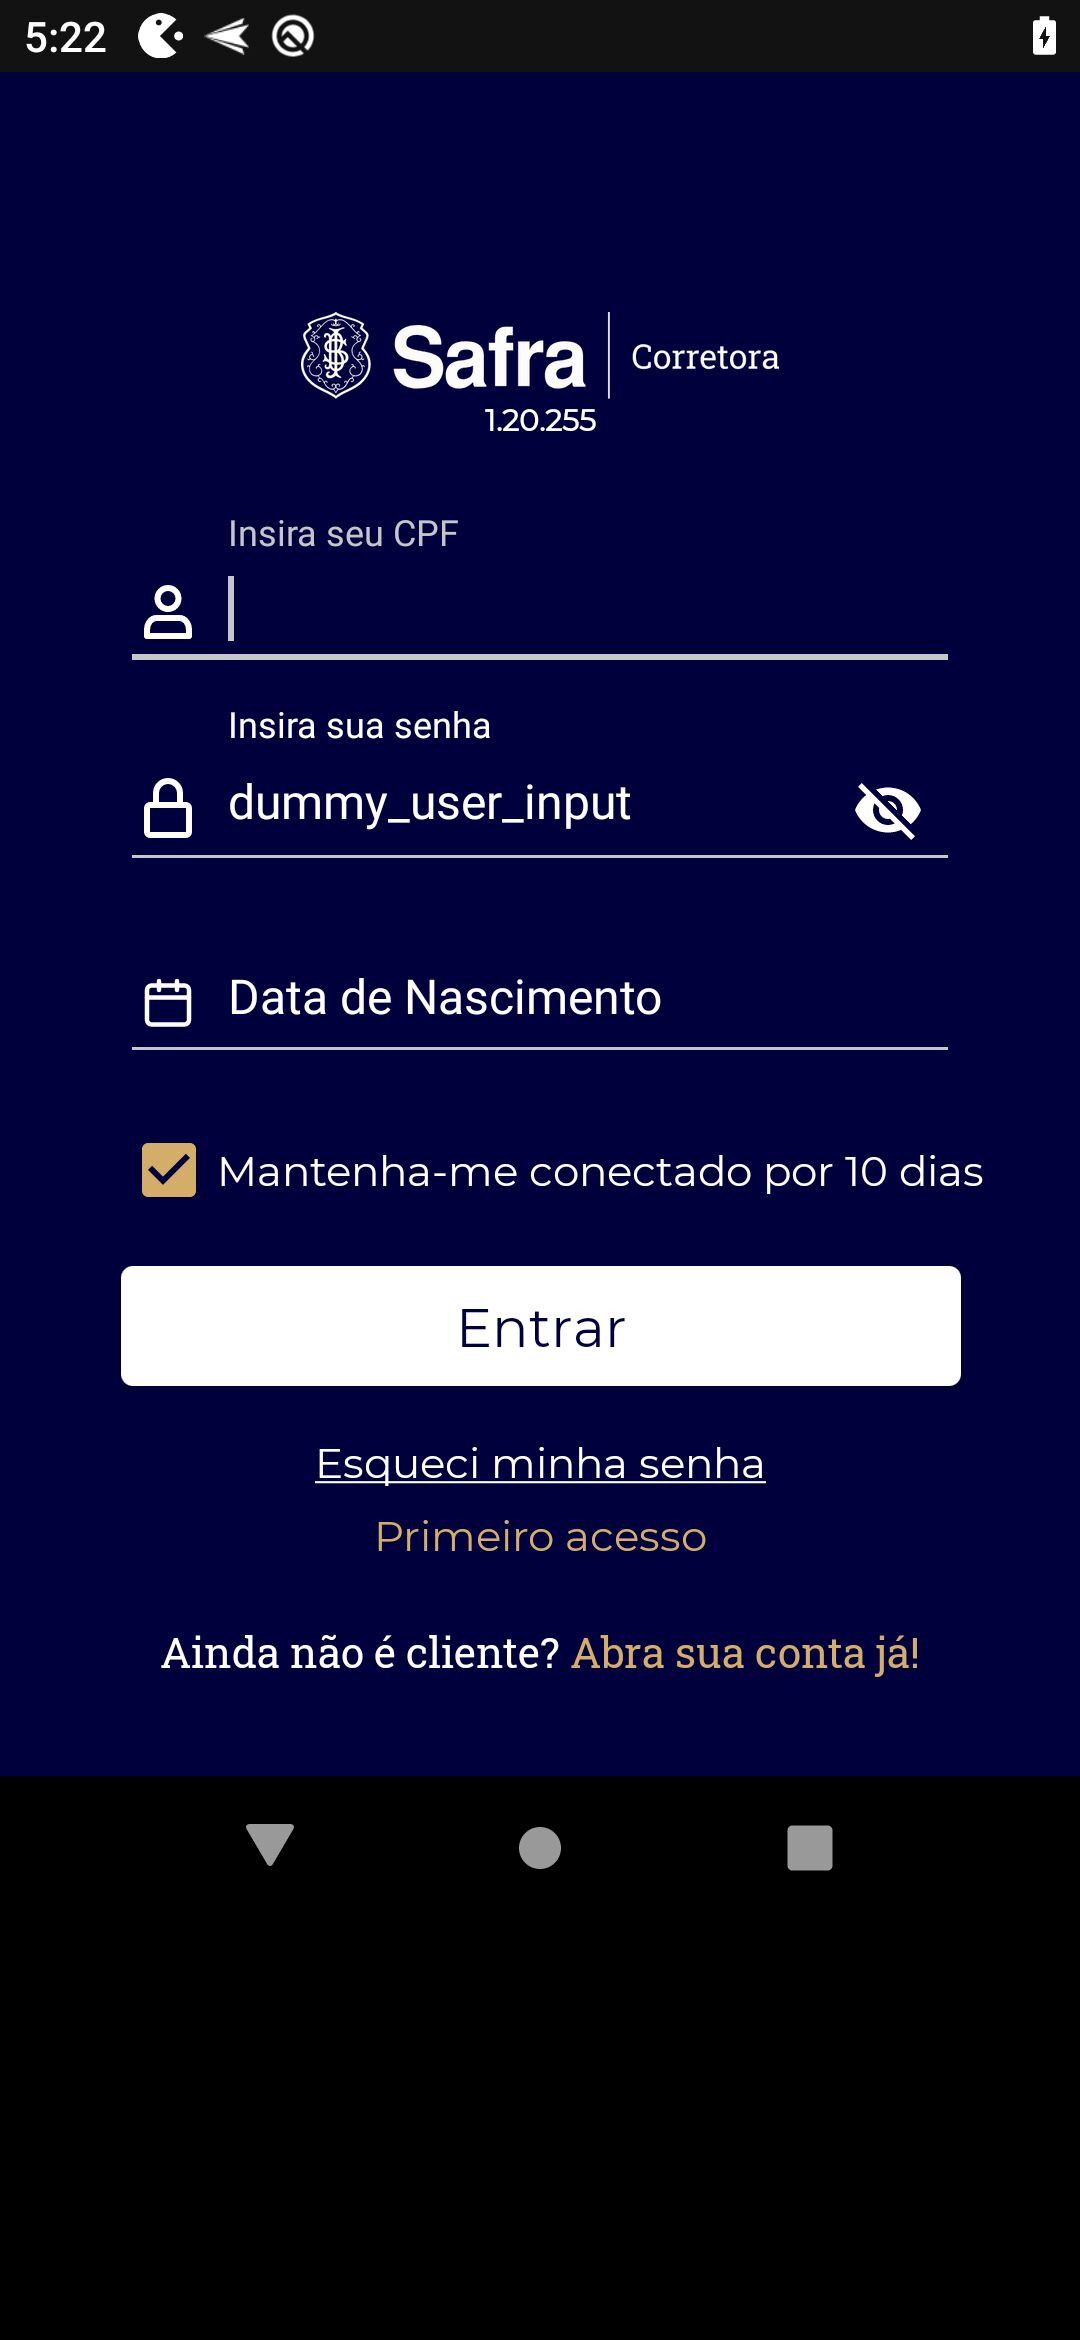 5:22
Safra Corretora
1.20.255
Insira seu CPF
Insira sua senha
dummy_user_input
Data de Nascimento
Mantenha-me conectado por 10 dias
Entrar
Esqueci minha senha
Primeiro acesso
Ainda não é cliente? Abra sua conta já!